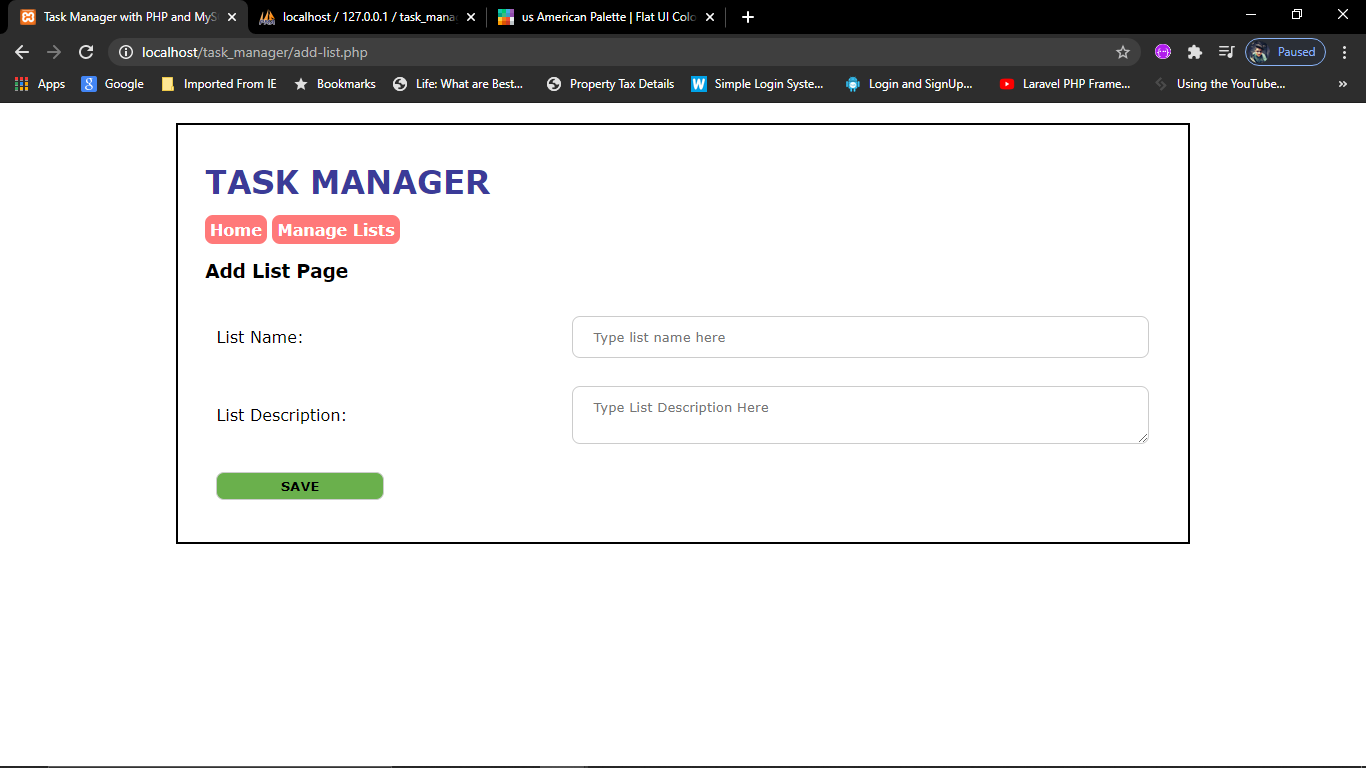 Task Manager with PHP and MyS
localhost / 127.0.0.1 / task_mana
us American Palette | Flat UI Colo
localhost/task_manager/add-list.php
Paused
Apps Google Imported From IE Bookmarks Life: What are Best... Property Tax Details Simple Login Syste... Login and SignUp... Laravel PHP Frame... Using the YouTube... »
TASK MANAGER
Home Manage Lists
Add List Page
List Name: Type list name here
List Description: Type List Description Here
SAVE